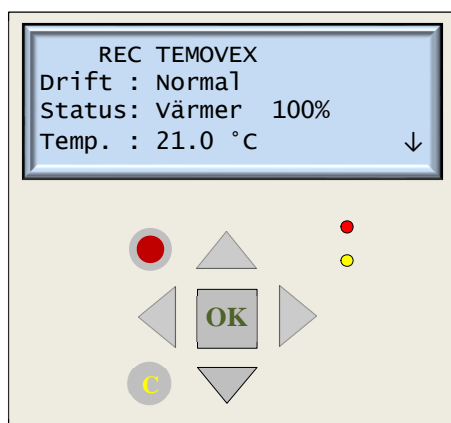 REC TEMOVEX
Drift : Normal
Status: Värmer 100%
Temp. : 21.0 °C ↓
OK
C